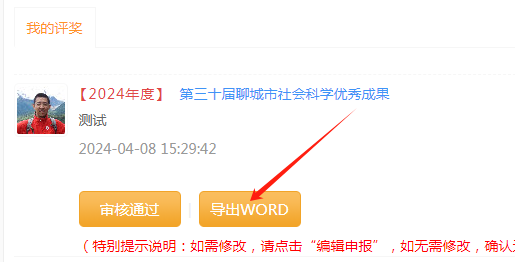 我的评奖
【2024年度】 第三十届聊城市社会科学优秀成果
测试
2024-04-08 15:29:42
审核通过 导出WORD
（特别提示说明：如需修改，请点击“编辑申报”，如无需修改，确认